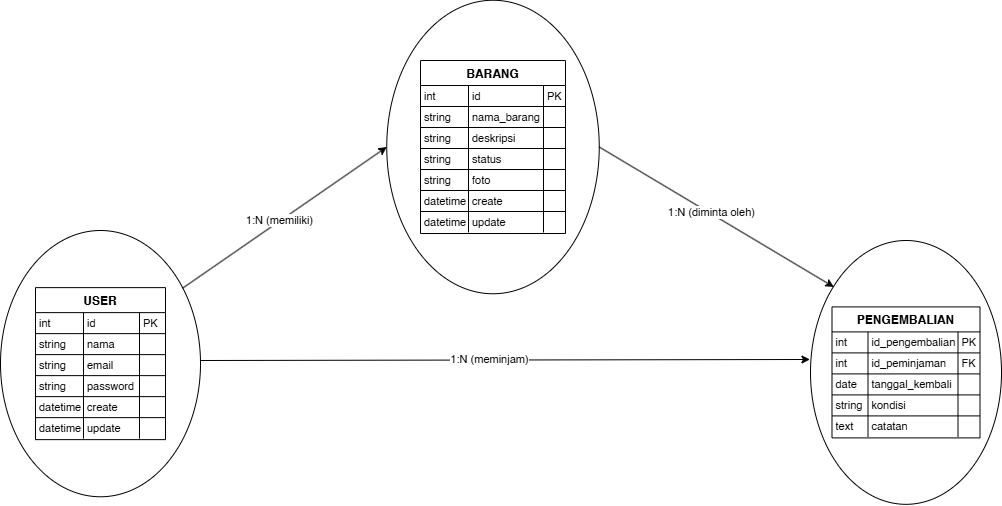 BARANG
int id PK
string nama_barang
string deskripsi
string status
string foto
datetime create
datetime update
1:N (memiliki)
1:N (diminta oleh)
USER
int id PK
string nama
string email
string password
datetime create
datetime update
1:N (meminjam)
PENGEMBALIAN
int id_pengembalian PK
int id_peminjaman FK
date tanggal_kembali
string kondisi
text catatan